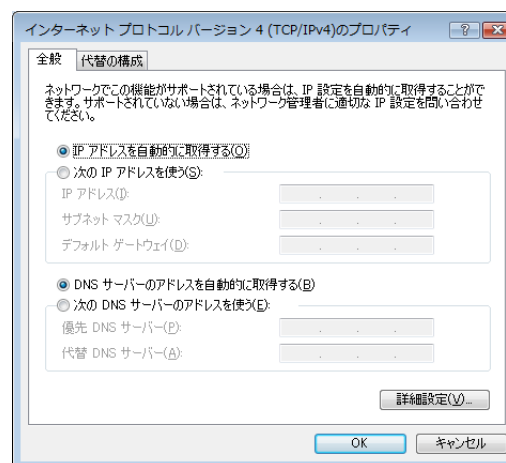 インターネット プロトコル バージョン 4 (TCP/IPv4)のプロパティ
全般 代替の構成
ネットワークでこの機能がサポートされている場合は、IP 設定を自動的に取得することがで
きます。サポートされていない場合は、ネットワーク管理者に適切な IP 設定を問い合わせ
てください。
IP アドレスを自動的に取得する(O)
次の IP アドレスを使う(S):
IP アドレス(I):
サブネット マスク(U):
デフォルト ゲートウェイ(D):
DNS サーバーのアドレスを自動的に取得する(B)
次の DNS サーバーのアドレスを使う(E):
優先 DNS サーバー(P):
代替 DNS サーバー(A):
詳細設定(V)...
OK キャンセル